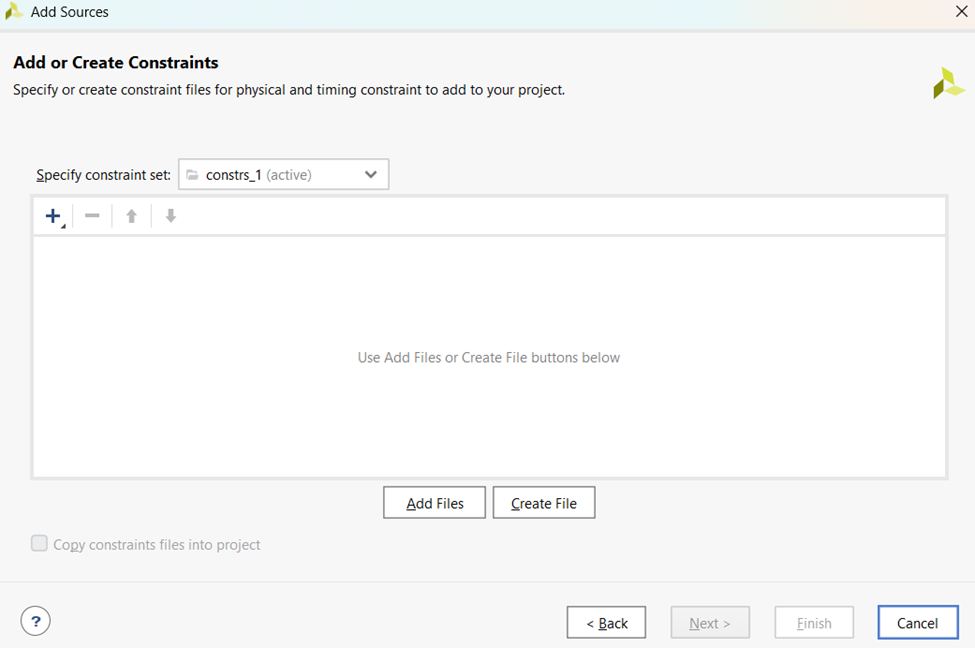 Add Sources
Add or Create Constraints
Specify or create constraint files for physical and timing constraint to add to your project.
Specify constraint set: constrs_1 (active)
Use Add Files or Create File buttons below
Add Files Create File
Copy constraints files into project
? < Back Next > Finish Cancel